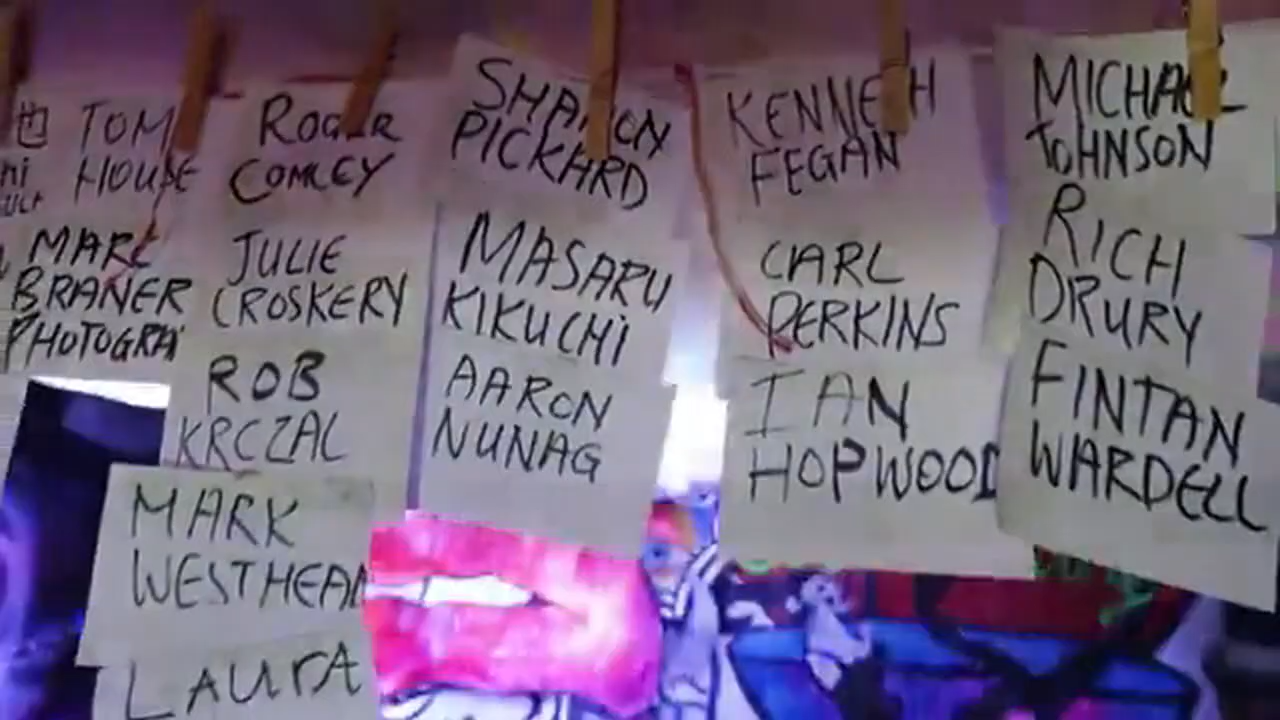 TOM
HOUSE
MARC
BRANER
PHOTOGRA
ROGER
COMLEY
JULIE
CROSKERY
ROB
KRCZAL
MARK
WESTHEAD
LAURA
SHARON
PICKARD
MASARU
KIKUCHI
AARON
NUNAG
KENNETH
FEGAN
CARL
PERKINS
IAN
HOPWOOD
MICHAEL
JOHNSON
RICH
DRURY
FINTAN
WARDELL